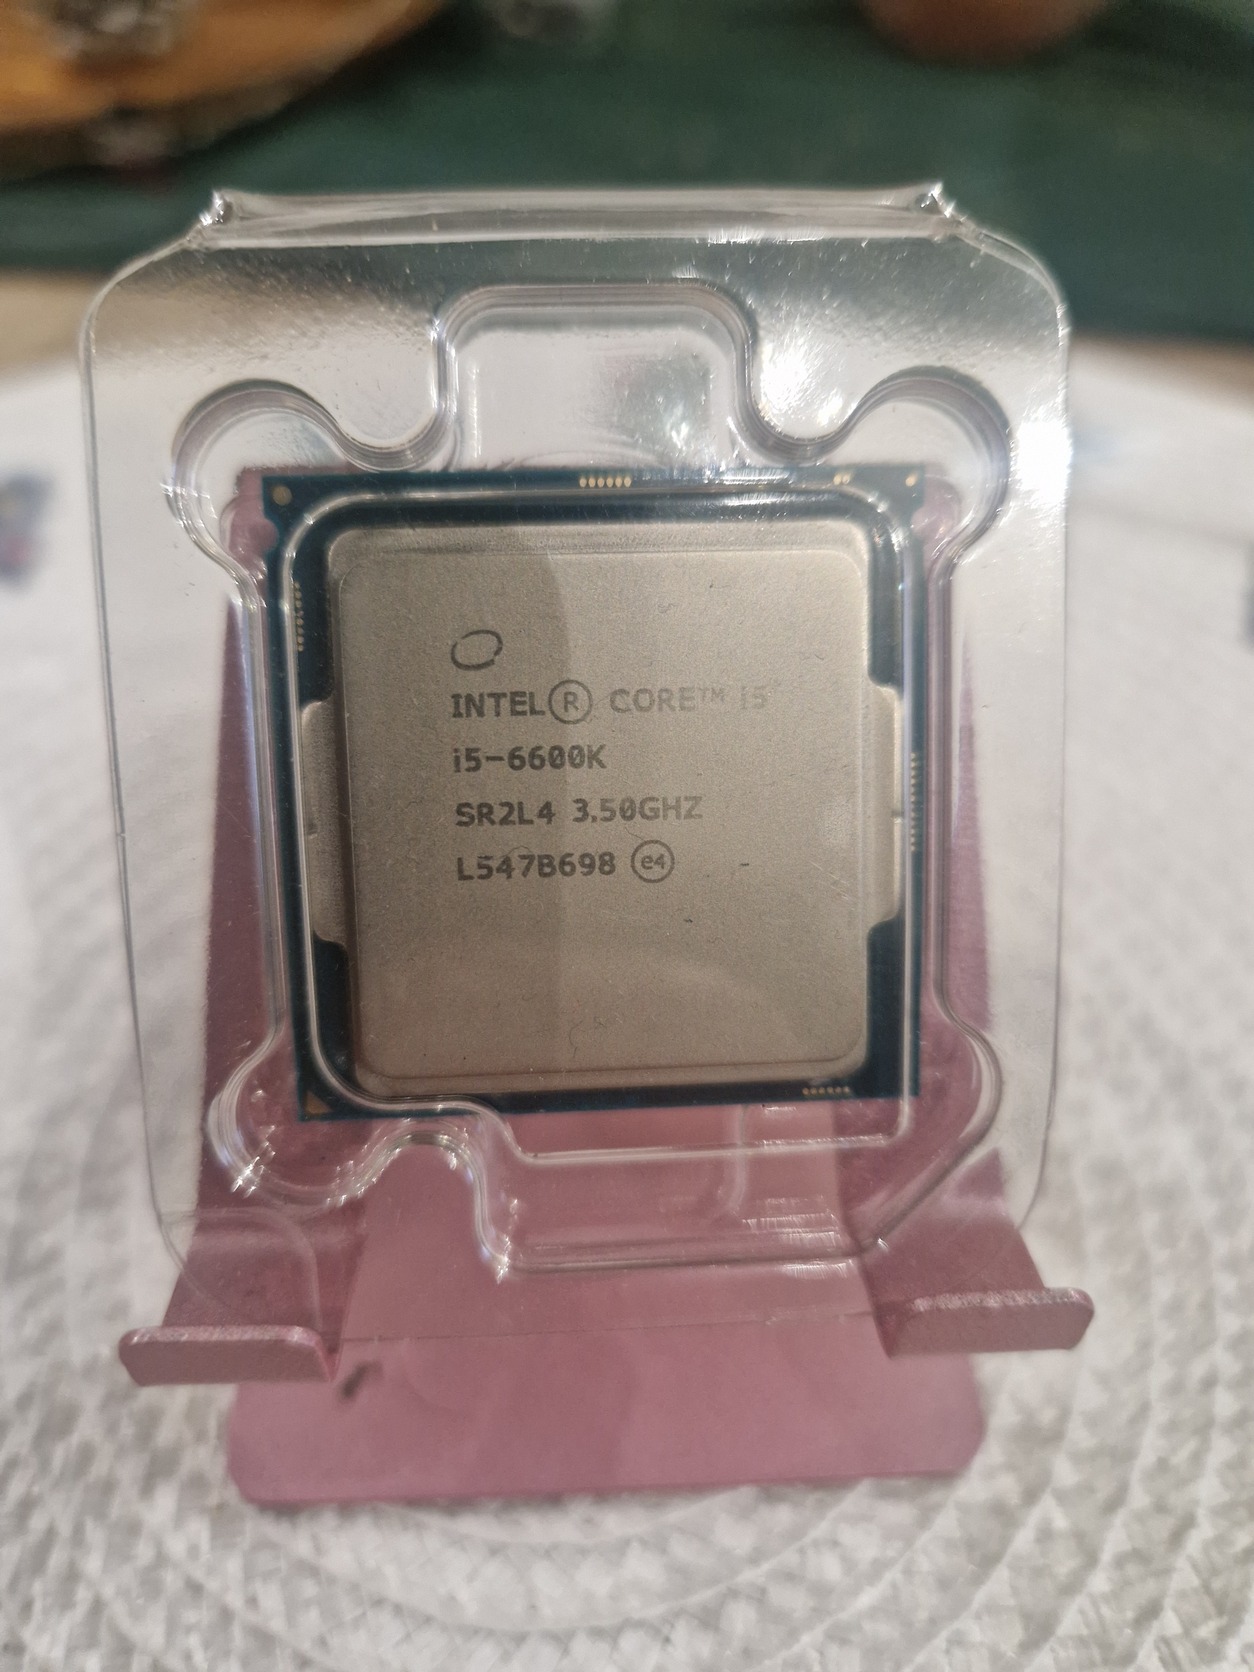 INTEL® CORE™ i5
i5-6600K
SR2L4 3.50GHZ
L547B698 e4